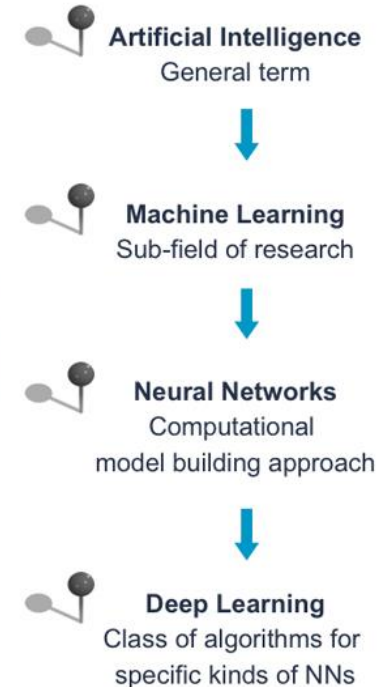 Artificial Intelligence
General term
Machine Learning
Sub-field of research
Neural Networks
Computational
model building approach
Deep Learning
Class of algorithms for
specific kinds of NNs